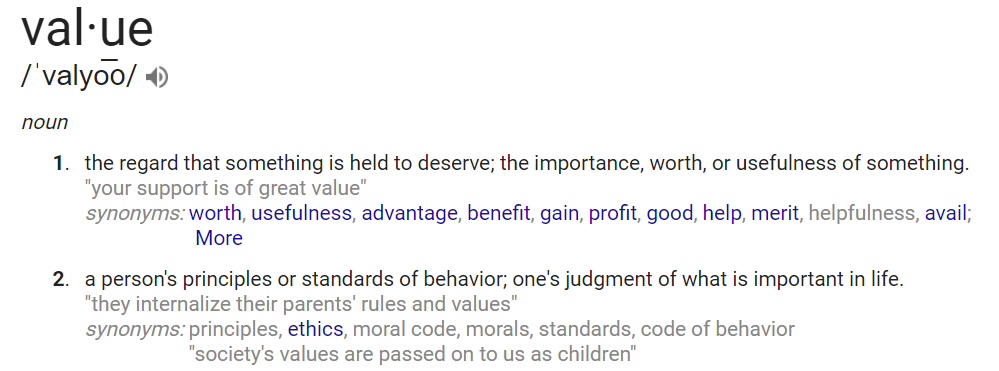 val·ue
/ˈvalyo͞o/
noun
1. the regard that something is held to deserve; the importance, worth, or usefulness of something.
"your support is of great value"
synonyms: worth, usefulness, advantage, benefit, gain, profit, good, help, merit, helpfulness, avail;
More
2. a person's principles or standards of behavior; one's judgment of what is important in life.
"they internalize their parents' rules and values"
synonyms: principles, ethics, moral code, morals, standards, code of behavior
"society's values are passed on to us as children"